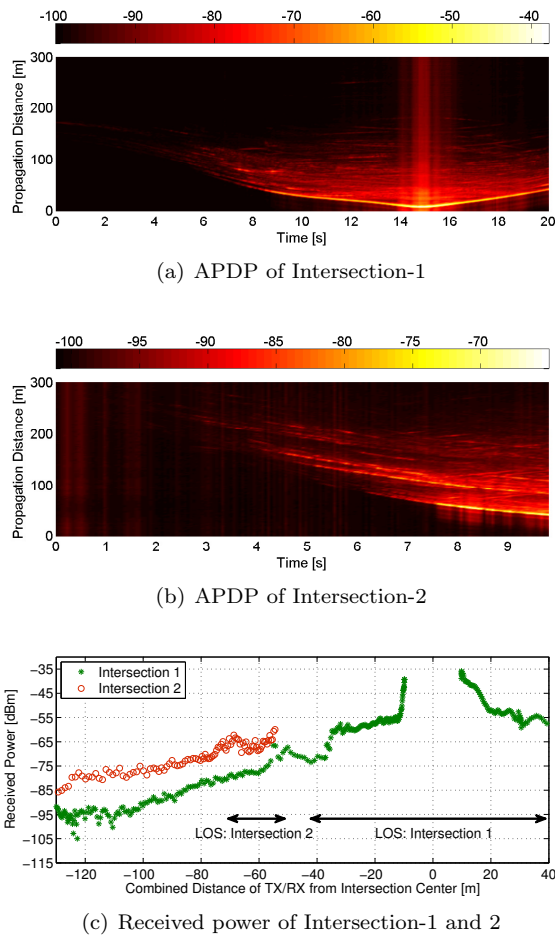 -100 -90 -80 -70 -60 -50 -40
300
200
100
0
Propagation Distance [m]
0 2 4 6 8 10 12 14 16 18 20
Time [s]
(a) APDP of Intersection-1
-100 -95 -90 -85 -80 -75 -70
300
200
100
0
Propagation Distance [m]
0 1 2 3 4 5 6 7 8 9
Time [s]
(b) APDP of Intersection-2
−35
−45
−55
−65
−75
−85
−95
−105
−115
Received Power [dBm]
Intersection 1
Intersection 2
LOS: Intersection 2
LOS: Intersection 1
−120 −100 −80 −60 −40 −20 0 20 40
Combined Distance of TX/RX from Intersection Center [m]
(c) Received power of Intersection-1 and 2